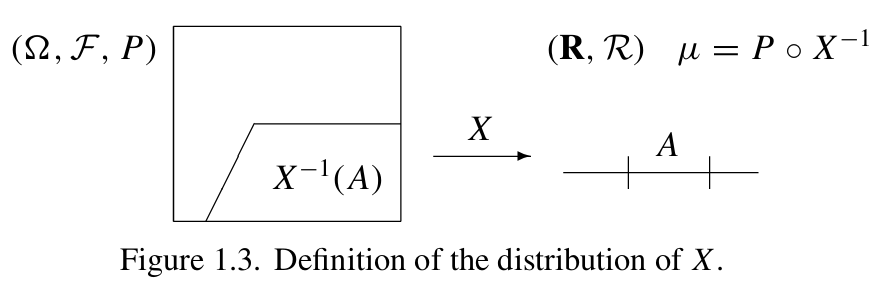 (Ω, ℱ, P)
(𝐑, ℛ) μ = P ∘ X⁻¹
X
A
X⁻¹(A)
Figure 1.3. Definition of the distribution of X.